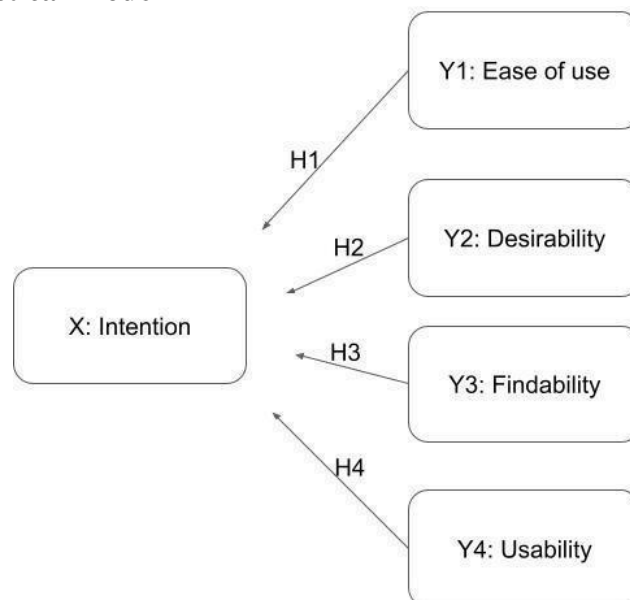 Y1: Ease of use
H1
Y2: Desirability
H2
X: Intention
H3
Y3: Findability
H4
Y4: Usability